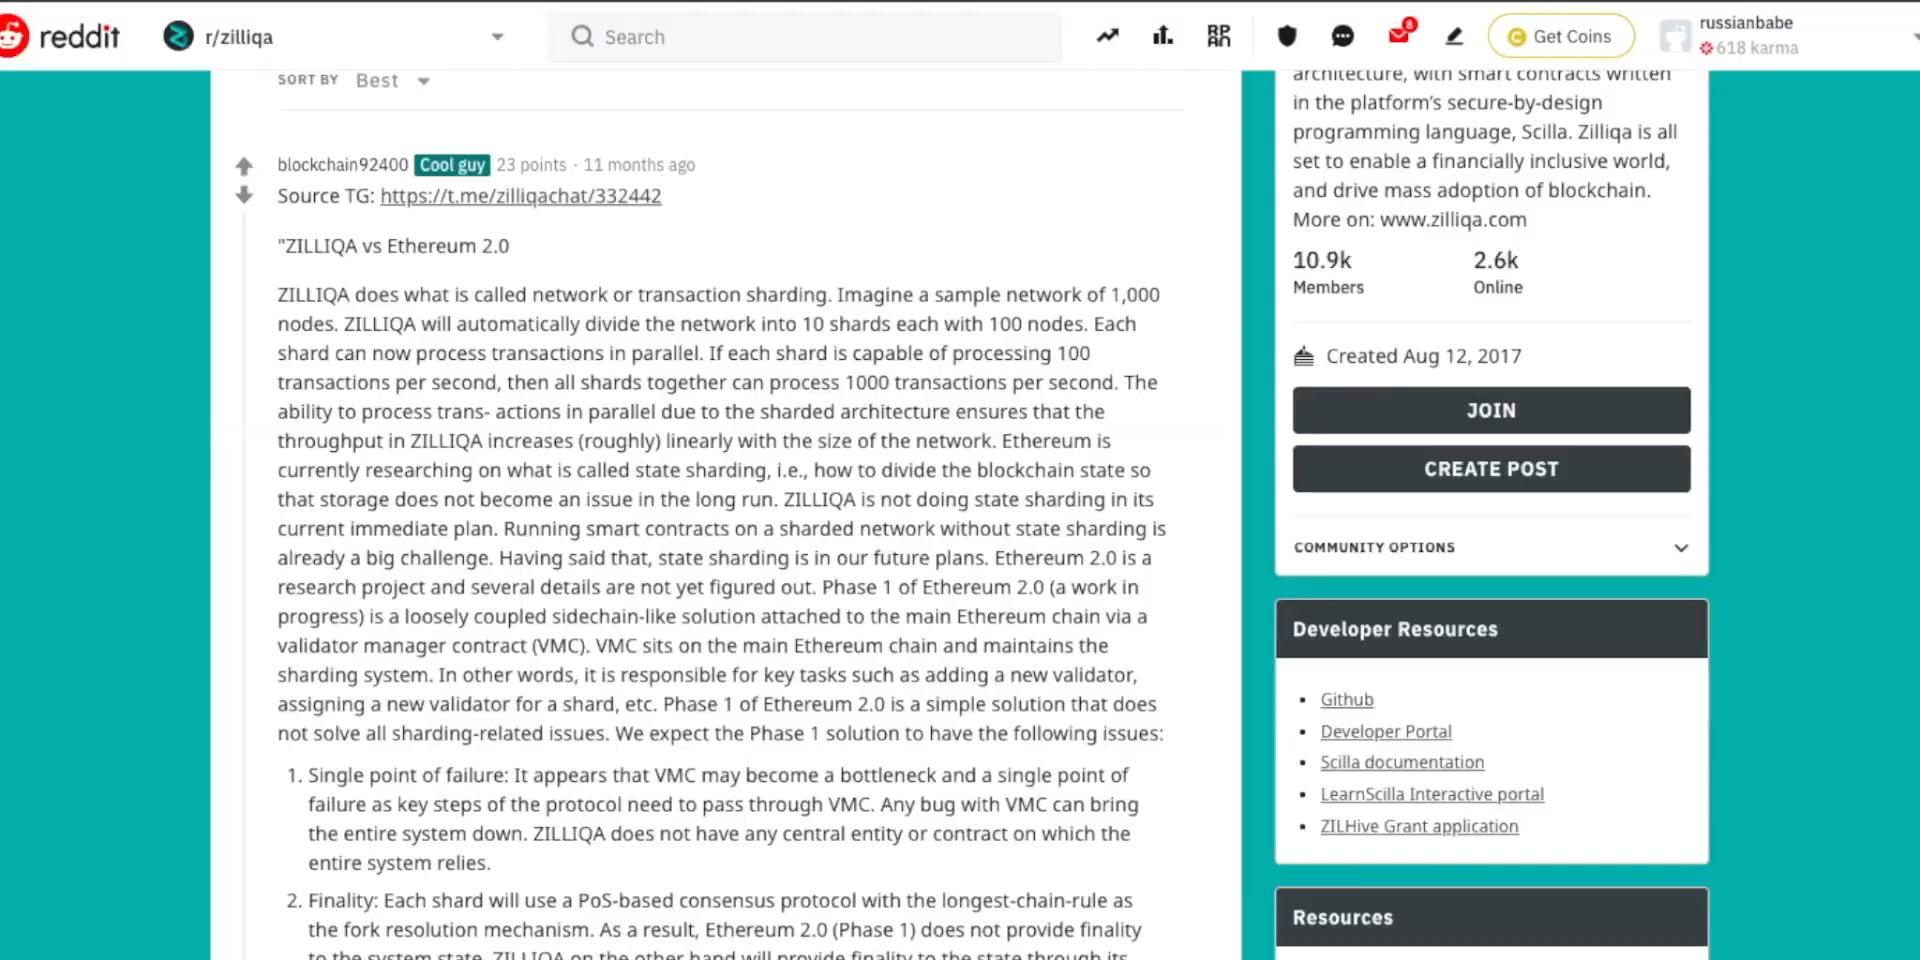 reddit
r/zilliqa
Search
8
Get Coins
russianbabe
618 karma
SORT BY Best
blockchain92400 Cool guy 23 points · 11 months ago
Source TG: https://t.me/zilliqachat/332442
"ZILLIQA vs Ethereum 2.0
ZILLIQA does what is called network or transaction sharding. Imagine a sample network of 1,000
nodes. ZILLIQA will automatically divide the network into 10 shards each with 100 nodes. Each
shard can now process transactions in parallel. If each shard is capable of processing 100
transactions per second, then all shards together can process 1000 transactions per second. The
ability to process trans- actions in parallel due to the sharded architecture ensures that the
throughput in ZILLIQA increases (roughly) linearly with the size of the network. Ethereum is
currently researching on what is called state sharding, i.e., how to divide the blockchain state so
that storage does not become an issue in the long run. ZILLIQA is not doing state sharding in its
current immediate plan. Running smart contracts on a sharded network without state sharding is
already a big challenge. Having said that, state sharding is in our future plans. Ethereum 2.0 is a
research project and several details are not yet figured out. Phase 1 of Ethereum 2.0 (a work in
progress) is a loosely coupled sidechain-like solution attached to the main Ethereum chain via a
validator manager contract (VMC). VMC sits on the main Ethereum chain and maintains the
sharding system. In other words, it is responsible for key tasks such as adding a new validator,
assigning a new validator for a shard, etc. Phase 1 of Ethereum 2.0 is a simple solution that does
not solve all sharding-related issues. We expect the Phase 1 solution to have the following issues:
1. Single point of failure: It appears that VMC may become a bottleneck and a single point of
failure as key steps of the protocol need to pass through VMC. Any bug with VMC can bring
the entire system down. ZILLIQA does not have any central entity or contract on which the
entire system relies.
2. Finality: Each shard will use a PoS-based consensus protocol with the longest-chain-rule as
the fork resolution mechanism. As a result, Ethereum 2.0 (Phase 1) does not provide finality
to the system state. ZILLIQA on the other hand will provide finality to the state through its
architecture, with smart contracts written
in the platform's secure-by-design
programming language, Scilla. Zilliqa is all
set to enable a financially inclusive world,
and drive mass adoption of blockchain.
More on: www.zilliqa.com
10.9k 2.6k
Members Online
Created Aug 12, 2017
JOIN
CREATE POST
COMMUNITY OPTIONS
Developer Resources
• Github
• Developer Portal
• Scilla documentation
• LearnScilla Interactive portal
• ZILHive Grant application
Resources